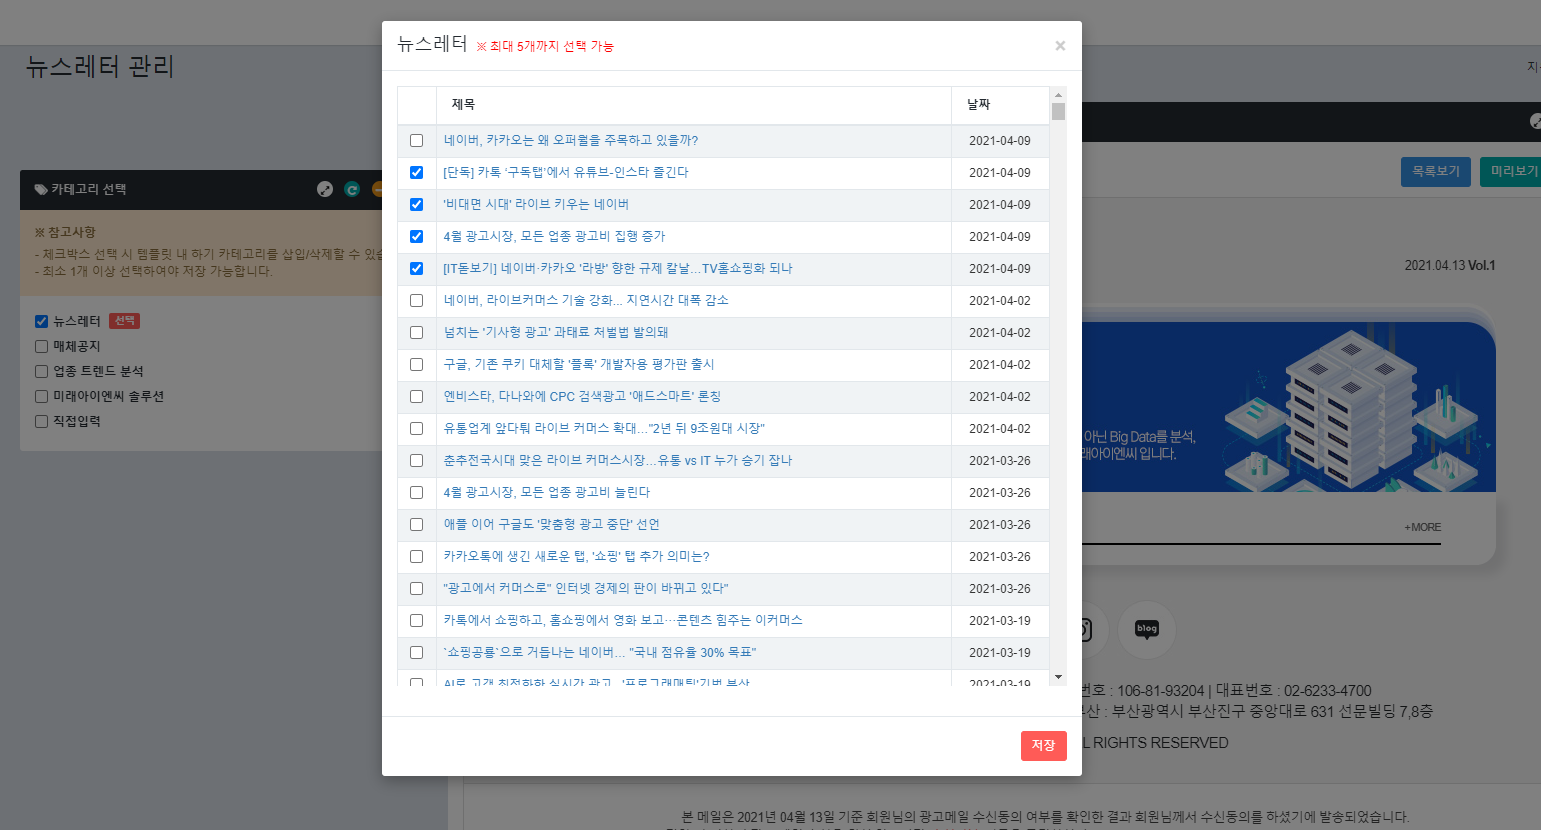 뉴스레터 관리
카테고리 선택
※ 참고사항
- 체크박스 선택 시 템플릿 내 하기 카테고리를 삽입/삭제할 수 있습
- 최소 1개 이상 선택하여야 저장 가능합니다.
뉴스레터 선택
매체공지
업종 트렌드 분석
미래아이엔씨 솔루션
직접입력
뉴스레터 ※ 최대 5개까지 선택 가능
×
제목 날짜
네이버, 카카오는 왜 오퍼월을 주목하고 있을까? 2021-04-09
[단독] 카톡 '구독탭'에서 유튜브-인스타 즐긴다 2021-04-09
'비대면 시대' 라이브 키우는 네이버 2021-04-09
4월 광고시장, 모든 업종 광고비 집행 증가 2021-04-09
[IT돋보기] 네이버·카카오 '라방' 향한 규제 칼날…TV홈쇼핑화 되나 2021-04-09
네이버, 라이브커머스 기술 강화... 지연시간 대폭 감소 2021-04-02
넘치는 '기사형 광고' 과태료 처벌법 발의돼 2021-04-02
구글, 기존 쿠키 대체할 '플록' 개발자용 평가판 출시 2021-04-02
엔비스타, 다나와에 CPC 검색광고 '애드스마트' 론칭 2021-04-02
유통업계 앞다퉈 라이브 커머스 확대…"2년 뒤 9조원대 시장" 2021-04-02
춘추전국시대 맞은 라이브 커머스시장…유통 vs IT 누가 승기 잡나 2021-03-26
4월 광고시장, 모든 업종 광고비 늘린다 2021-03-26
애플 이어 구글도 '맞춤형 광고 중단' 선언 2021-03-26
카카오톡에 생긴 새로운 탭, '쇼핑' 탭 추가 의미는? 2021-03-26
"광고에서 커머스로" 인터넷 경제의 판이 바뀌고 있다" 2021-03-26
카톡에서 쇼핑하고, 홈쇼핑에서 영화 보고…콘텐츠 힘주는 이커머스 2021-03-19
`쇼핑공룡`으로 거듭나는 네이버… "국내 점유율 30% 목표" 2021-03-19
AI로 고객 최적화한 실시간 광고 2021-03-19
저장
목록보기 미리보기
2021.04.13 Vol.1
아닌 Big Data를 분석,
래아이엔씨 입니다.
+MORE
blog
번호 : 106-81-93204 | 대표번호 : 02-6233-4700
부산 : 부산광역시 부산진구 중앙대로 631 선문빌딩 7,8층
L RIGHTS RESERVED
본 메일은 2021년 04월 13일 기준 회원님의 광고메일 수신동의 여부를 확인한 결과 회원님께서 수신동의를 하셨기에 발송되었습니다.